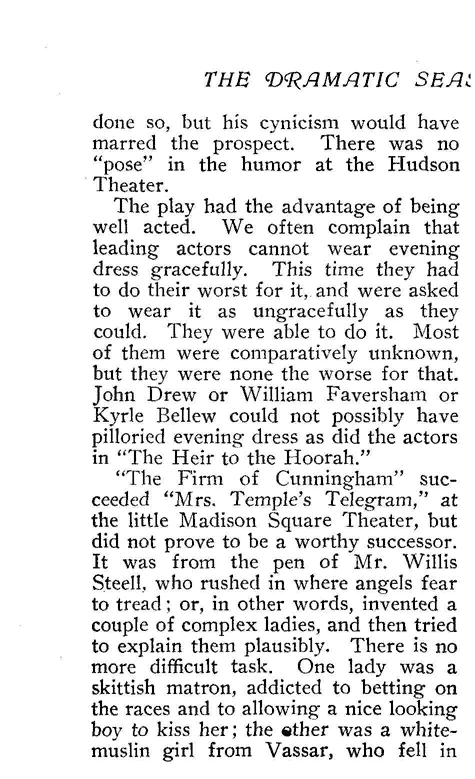 THE DRAMATIC SEAS
done so, but his cynicism would have
marred the prospect. There was no
“pose” in the humor at the Hudson
Theater.
The play had the advantage of being
well acted. We often complain that
leading actors cannot wear evening
dress gracefully. This time they had
to do their worst for it, and were asked
to wear it as ungracefully as they
could. They were able to do it. Most
of them were comparatively unknown,
but they were none the worse for that.
John Drew or William Faversham or
Kyrle Bellew could not possibly have
pilloried evening dress as did the actors
in “The Heir to the Hoorah.”
“The Firm of Cunningham” suc-
ceeded “Mrs. Temple’s Telegram,” at
the little Madison Square Theater, but
did not prove to be a worthy successor.
It was from the pen of Mr. Willis
Steell, who rushed in where angels fear
to tread; or, in other words, invented a
couple of complex ladies, and then tried
to explain them plausibly. There is no
more difficult task. One lady was a
skittish matron, addicted to betting on
the races and to allowing a nice looking
boy to kiss her; the other was a white-
muslin girl from Vassar, who fell in